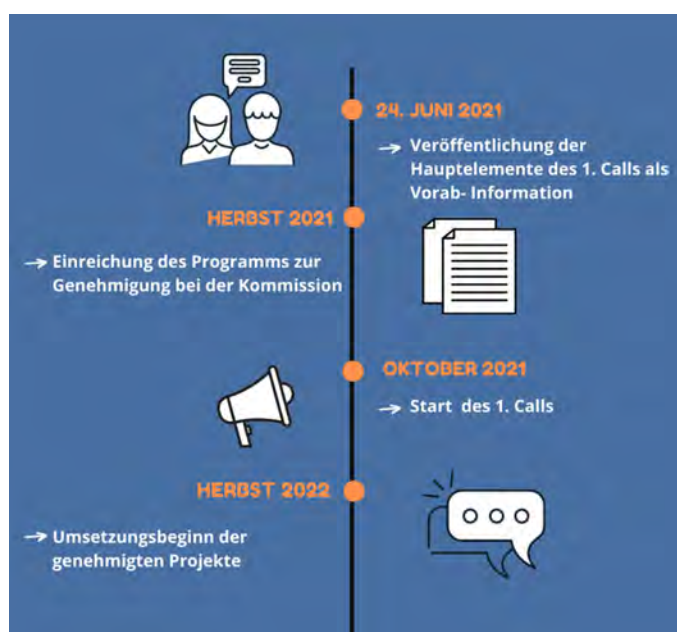 24. JUNI 2021
→ Veröffentlichung der
Hauptelemente des 1. Calls als
Vorab- Information
HERBST 2021
→ Einreichung des Programms zur
Genehmigung bei der Kommission
OKTOBER 2021
→ Start des 1. Calls
HERBST 2022
→ Umsetzungsbeginn der
genehmigten Projekte